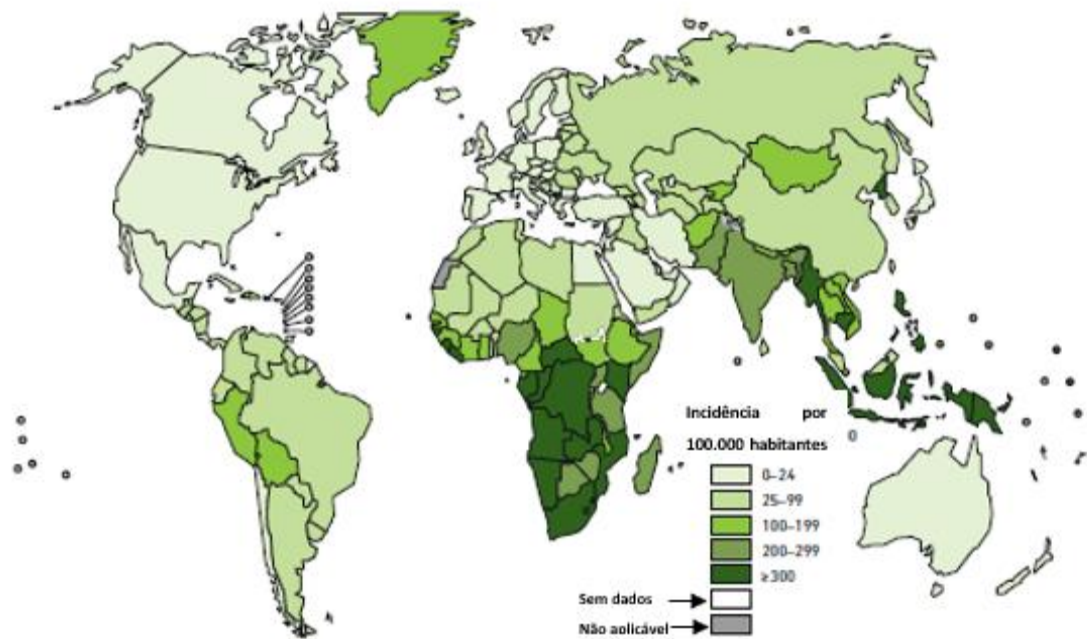 Incidência por
100.000 habitantes
0–24
25–99
100–199
200–299
≥300
Sem dados
Não aplicável